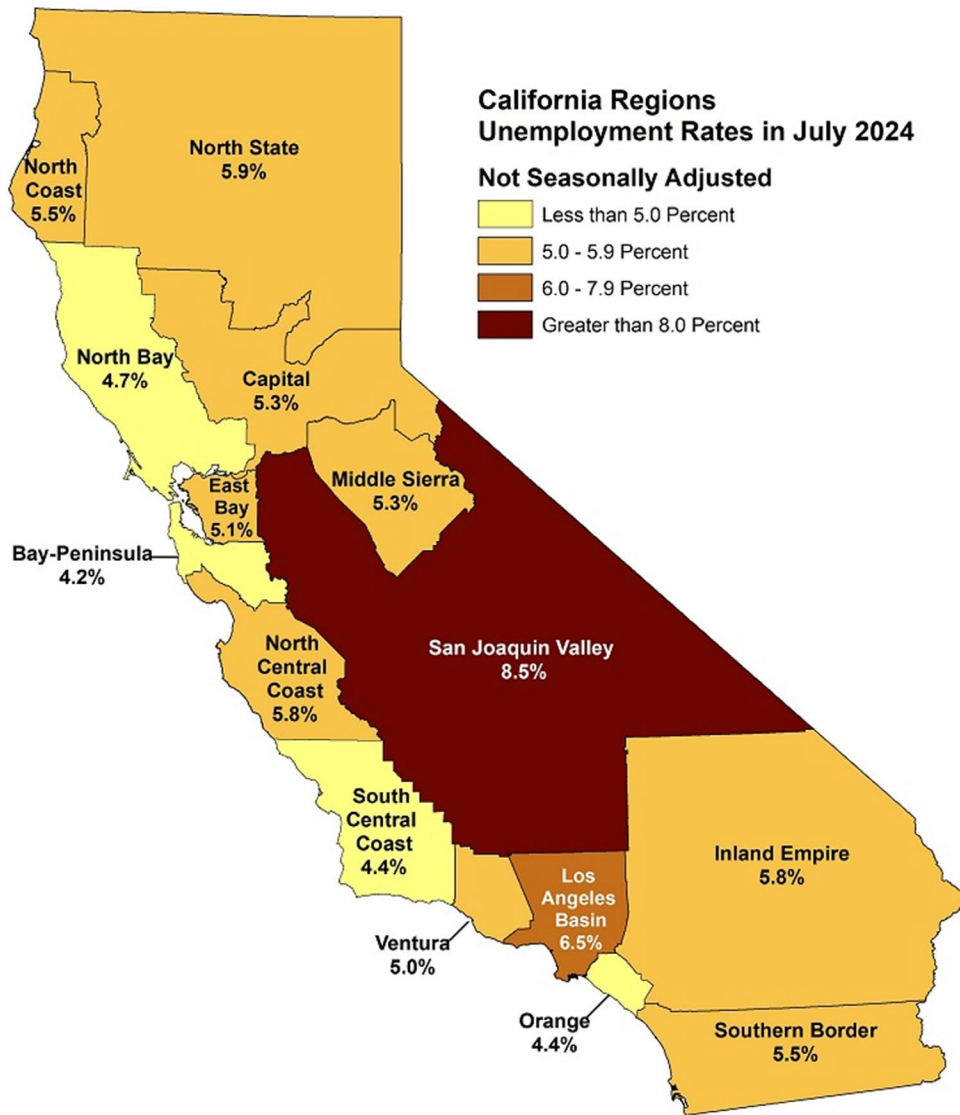 California Regions
Unemployment Rates in July 2024
Not Seasonally Adjusted
Less than 5.0 Percent
5.0 - 5.9 Percent
6.0 - 7.9 Percent
Greater than 8.0 Percent
North State
5.9%
North
Coast
5.5%
North Bay
4.7%
Capital
5.3%
Middle Sierra
5.3%
East
Bay
5.1%
Bay-Peninsula
4.2%
San Joaquin Valley
8.5%
North
Central
Coast
5.8%
South
Central
Coast
4.4%
Inland Empire
5.8%
Los
Angeles
Basin
6.5%
Ventura
5.0%
Orange
4.4%
Southern Border
5.5%